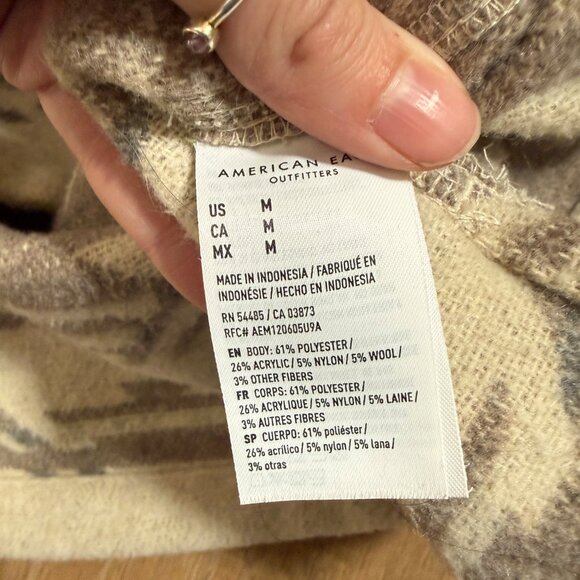 AMERICAN
OUTFITTERS
US M
CA M
MX M
MADE IN INDONESIA / FABRIQUÉ EN
INDONÉSIE / HECHO EN INDONESIA
RN 54485 / CA 03873
RFC# AEM120605U9A
EN BODY: 61% POLYESTER /
26% ACRYLIC / 5% NYLON / 5% WOOL /
3% OTHER FIBERS
FR CORPS: 61% POLYESTER /
26% ACRYLIQUE / 5% NYLON / 5% LAINE /
3% AUTRES FIBRES
SP CUERPO: 61% poliéster /
26% acrílico / 5% nylon / 5% lana /
3% otras